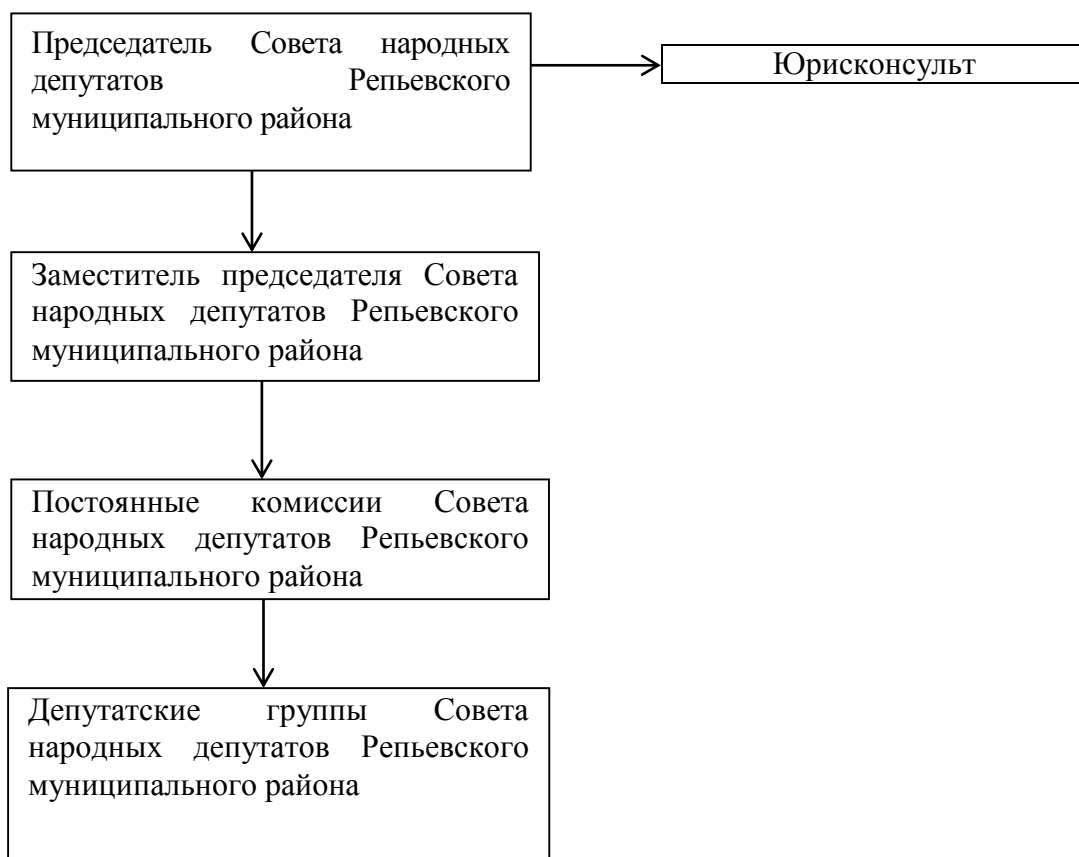 Председатель Совета народных
депутатов Репьевского
муниципального района
Юрисконсульт
Заместитель председателя Совета
народных депутатов Репьевского
муниципального района
Постоянные комиссии Совета
народных депутатов Репьевского
муниципального района
Депутатские группы Совета
народных депутатов Репьевского
муниципального района